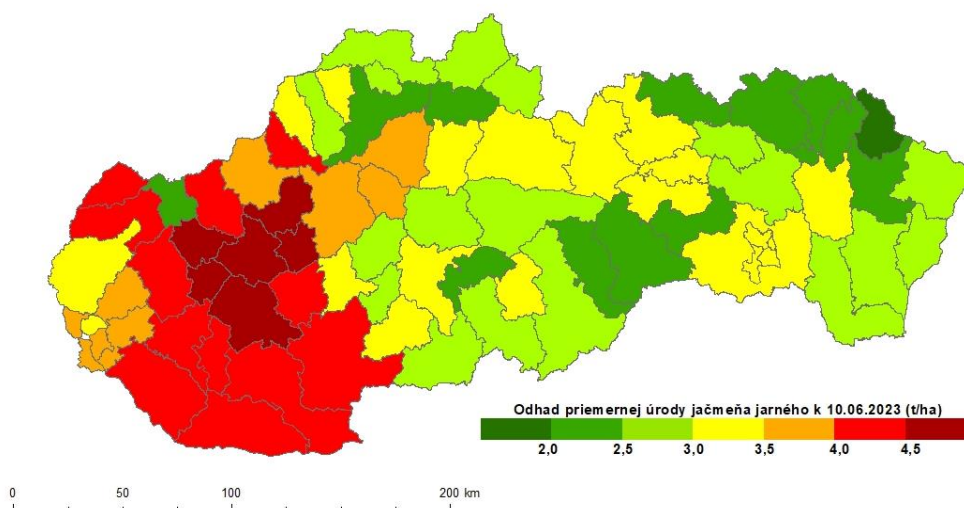 Odhad priemernej úrody jačmeňa jarného k 10.06.2023 (t/ha)
2,0 2,5 3,0 3,5 4,0 4,5
0 50 100 200 km